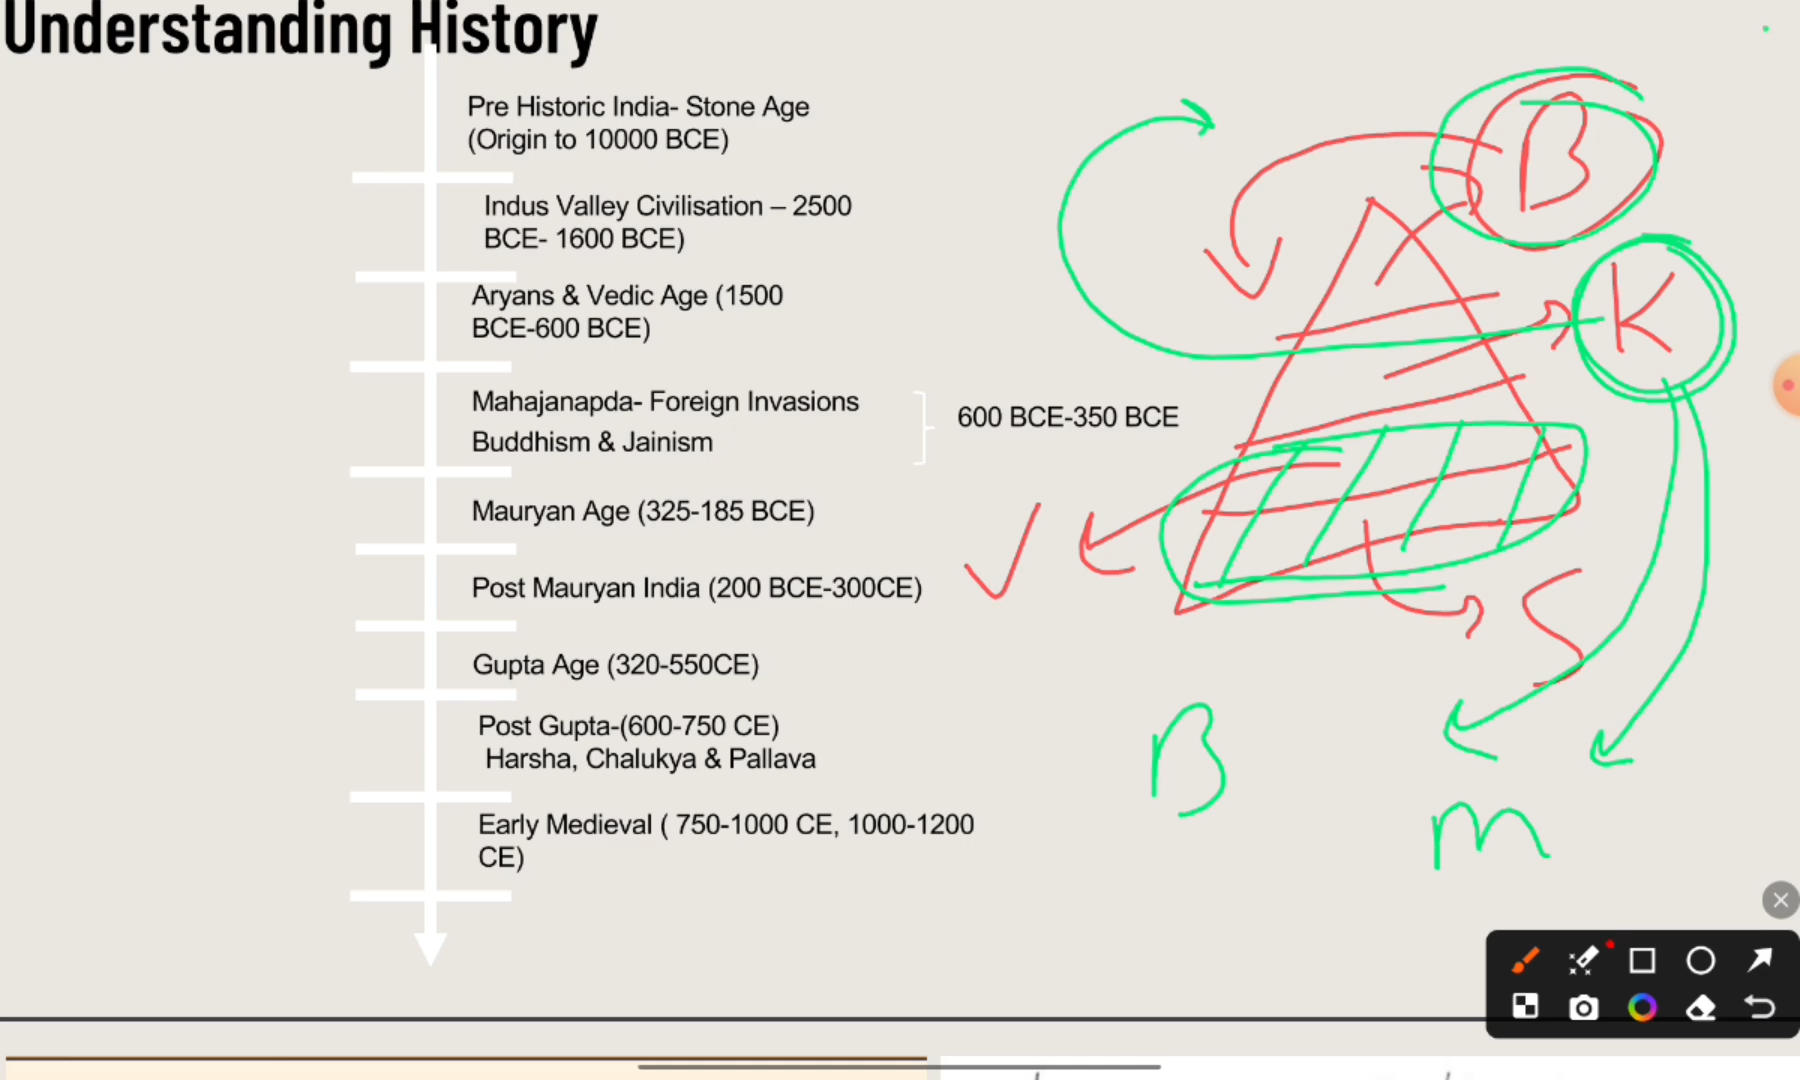 Understanding History
Pre Historic India- Stone Age
(Origin to 10000 BCE)
Indus Valley Civilisation – 2500
BCE- 1600 BCE)
Aryans & Vedic Age (1500
BCE-600 BCE)
Mahajanapda- Foreign Invasions
Buddhism & Jainism
600 BCE-350 BCE
Mauryan Age (325-185 BCE)
Post Mauryan India (200 BCE-300CE)
Gupta Age (320-550CE)
Post Gupta-(600-750 CE)
Harsha, Chalukya & Pallava
Early Medieval ( 750-1000 CE, 1000-1200
CE)
B
K
S
B
m